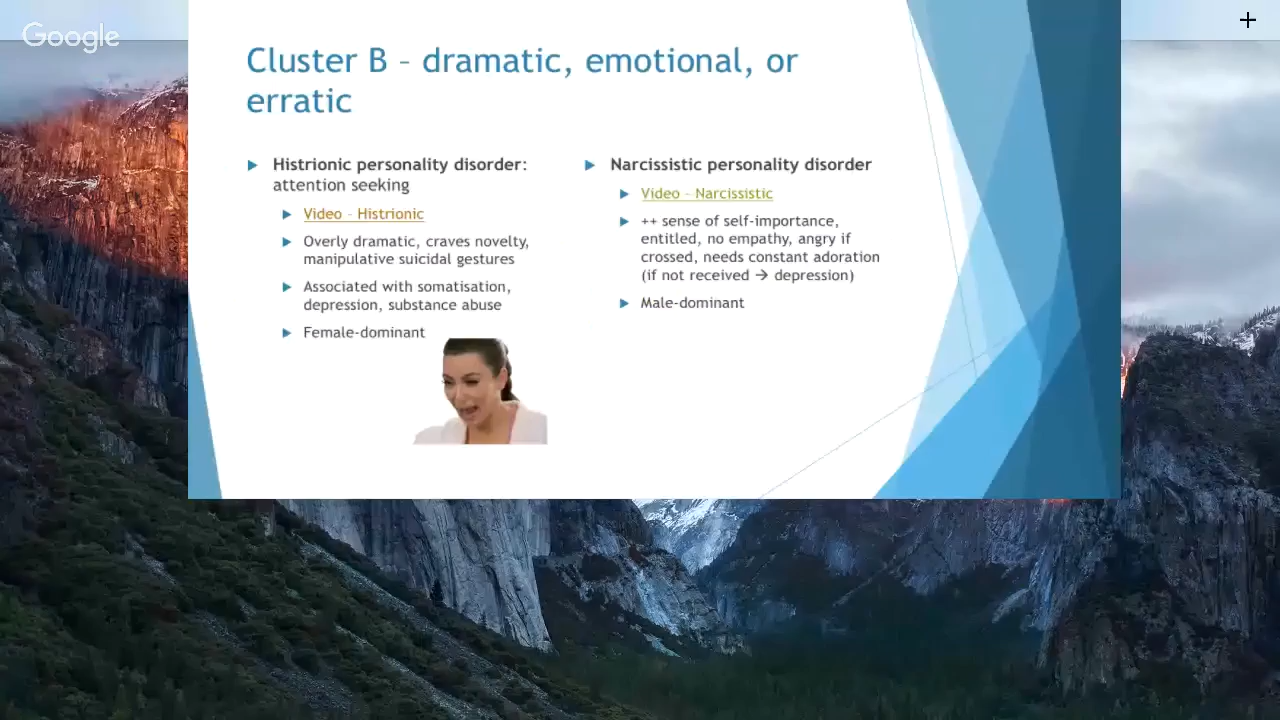 Google
Cluster B – dramatic, emotional, or
erratic
Histrionic personality disorder:
attention seeking
Video – Histrionic
Overly dramatic, craves novelty,
manipulative suicidal gestures
Associated with somatisation,
depression, substance abuse
Female-dominant
Narcissistic personality disorder
Video – Narcissistic
++ sense of self-importance,
entitled, no empathy, angry if
crossed, needs constant adoration
(if not received → depression)
Male-dominant